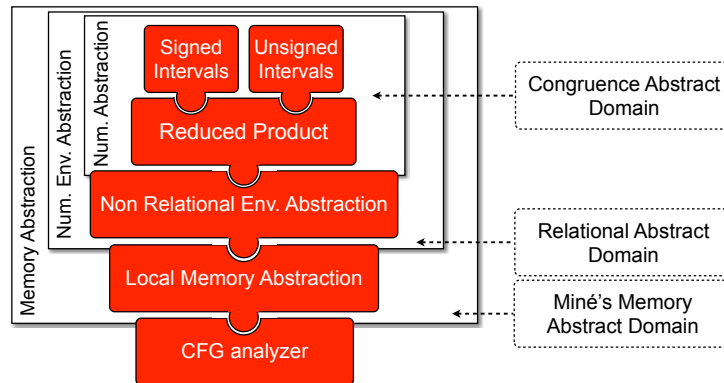 Memory Abstraction
Num. Env. Abstraction
Num. Abstraction
Signed
Intervals
Unsigned
Intervals
Reduced Product
Non Relational Env. Abstraction
Local Memory Abstraction
CFG analyzer
Congruence Abstract
Domain
Relational Abstract
Domain
Miné's Memory
Abstract Domain